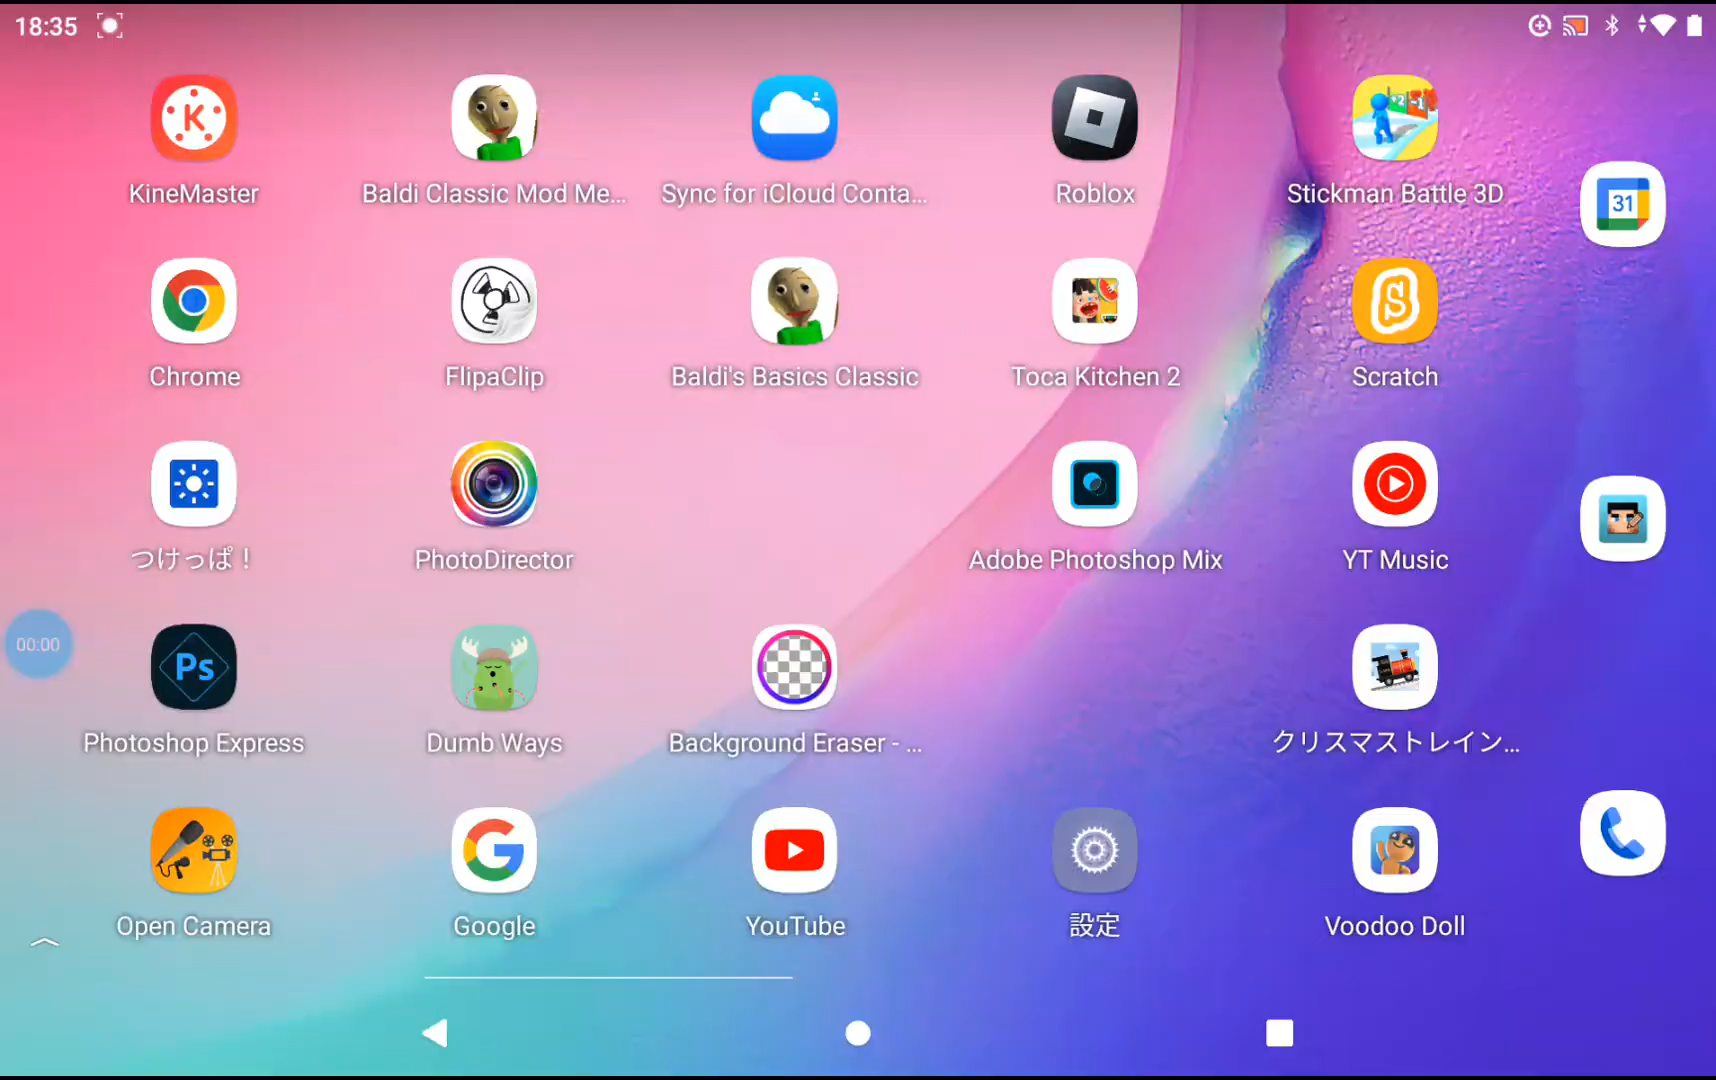 18:35
KineMaster
Baldi Classic Mod Me...
Sync for iCloud Conta...
Roblox
Stickman Battle 3D
31
Chrome
FlipaClip
Baldi's Basics Classic
Toca Kitchen 2
Scratch
つけっぱ！
PhotoDirector
Adobe Photoshop Mix
YT Music
00:00
Ps
Photoshop Express
Dumb Ways
Background Eraser - ...
クリスマストレイン...
Open Camera
Google
YouTube
設定
Voodoo Doll